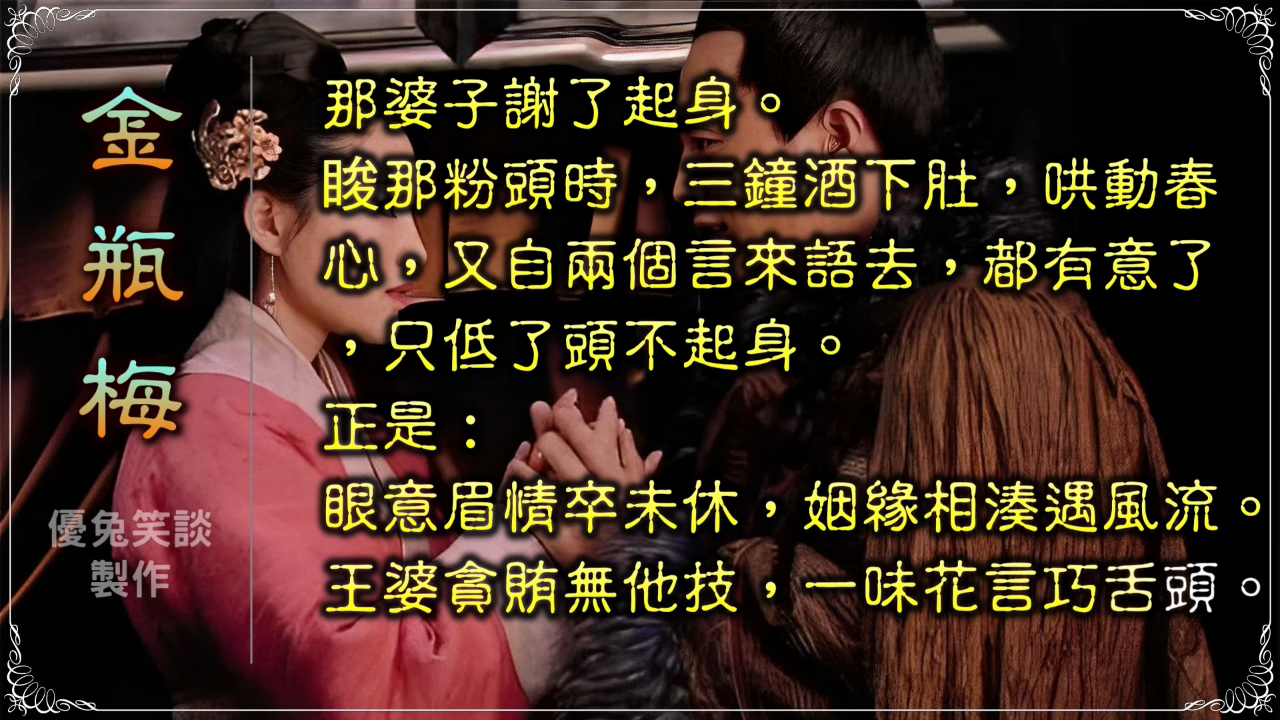 金瓶梅
優兔笑談
製作
那婆子謝了起身。
睃那粉頭時，三鐘酒下肚，哄動春
心，又自兩個言來語去，都有意了
，只低了頭不起身。
正是：
眼意眉情卒未休，姻緣相湊遇風流。
王婆貪賄無他技，一味花言巧舌頭。